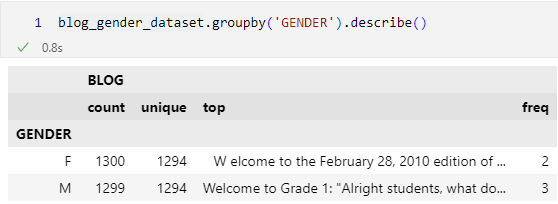 1 blog_gender_dataset.groupby('GENDER').describe()
✓ 0.8s
BLOG
count unique top freq
GENDER
F 1300 1294 W elcome to the February 28, 2010 edition of ... 2
M 1299 1294 Welcome to Grade 1: "Alright students, what do... 3